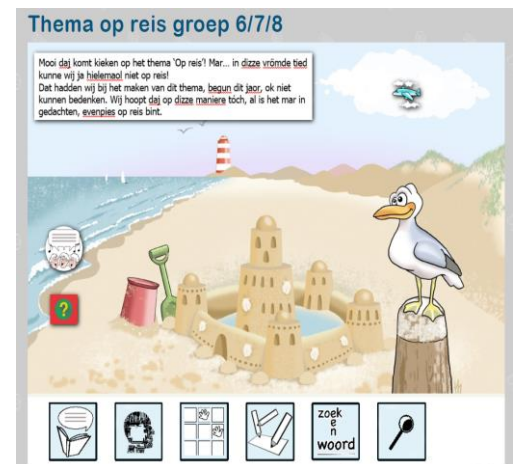 Thema op reis groep 6/7/8
Mooi daj komt kieken op het thema ‘Op reis’! Mar... in dizze vrömde tied
kunne wij ja hielemaol niet op reis!
Dat hadden wij bij het maken van dit thema, begun dit jaor, ok niet
kunnen bedenken. Wij hoopt daj op dizze maniere tóch, al is het mar in
gedachten, evenpies op reis bint.
?
zoek
e
n
woord